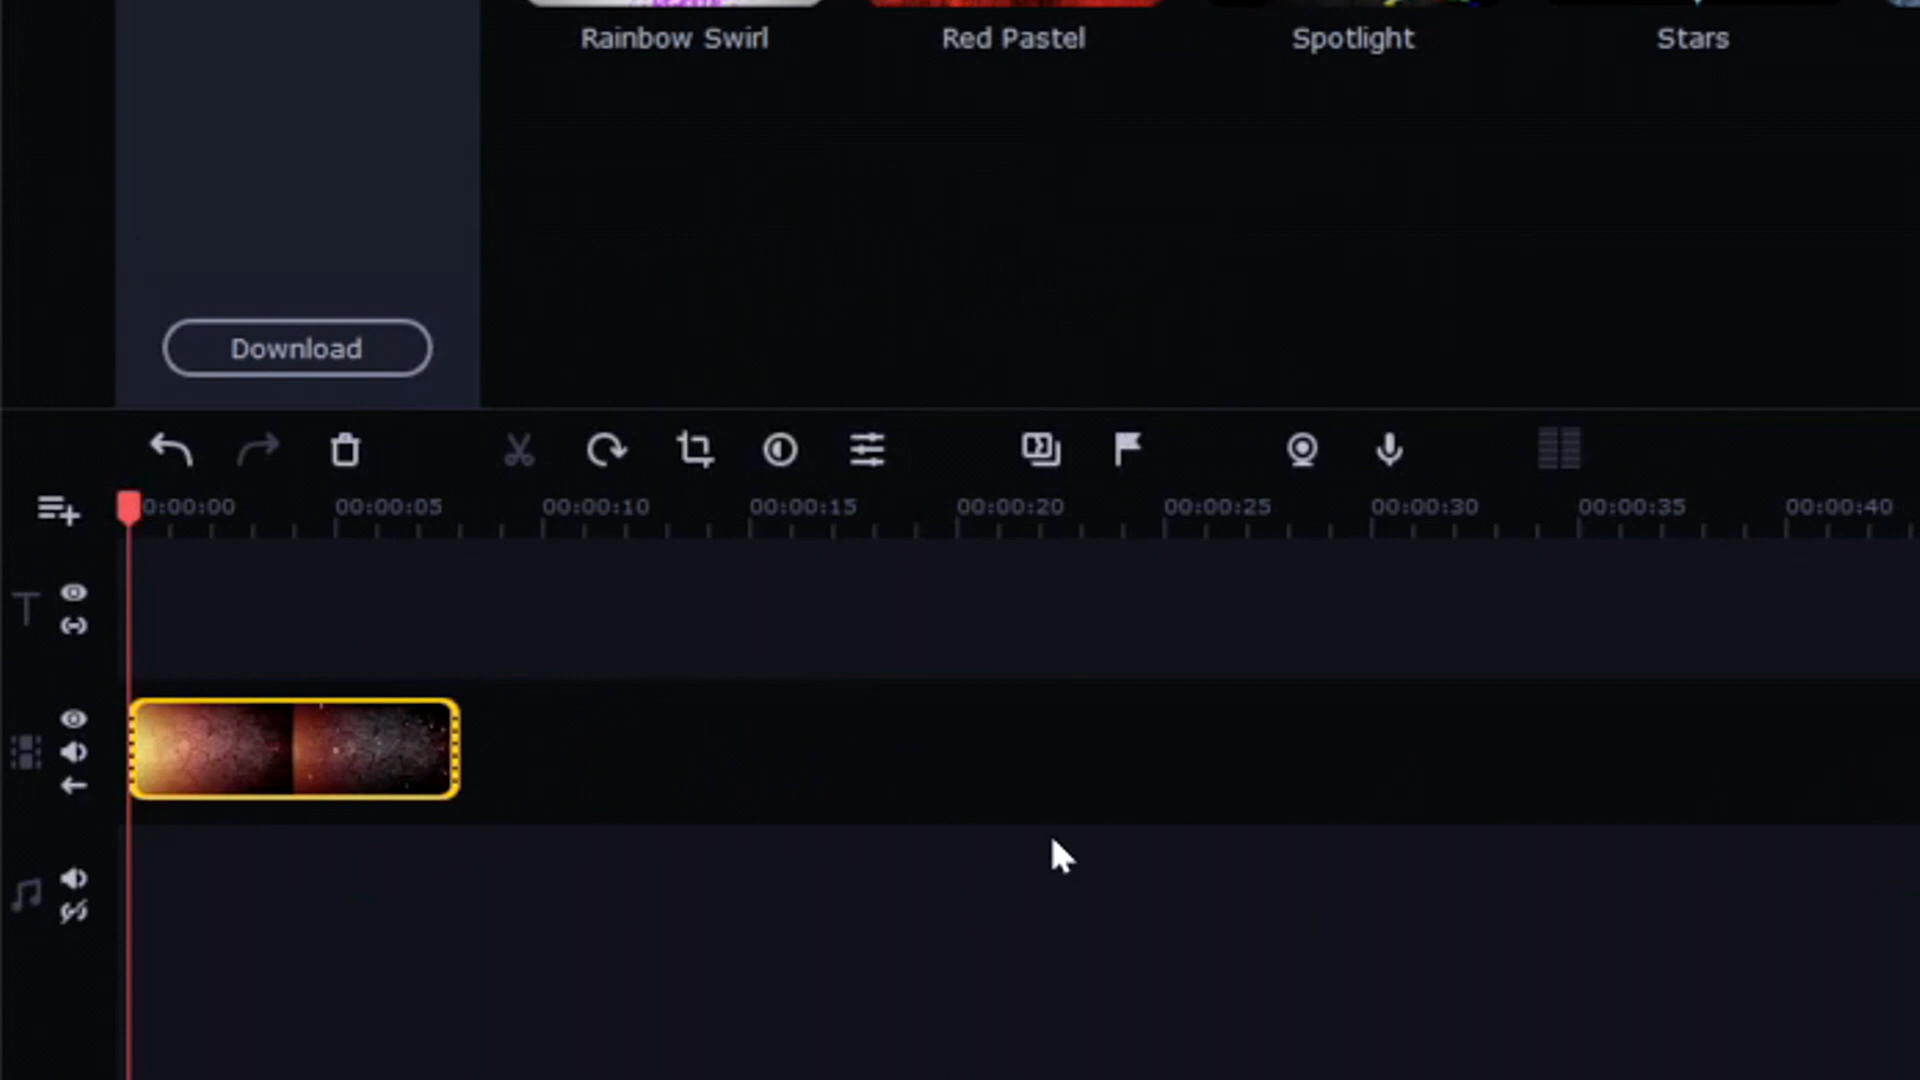 Rainbow Swirl
Red Pastel
Spotlight
Stars
Download
0:00:00
00:00:05
00:00:10
00:00:15
00:00:20
00:00:25
00:00:30
00:00:35
00:00:40